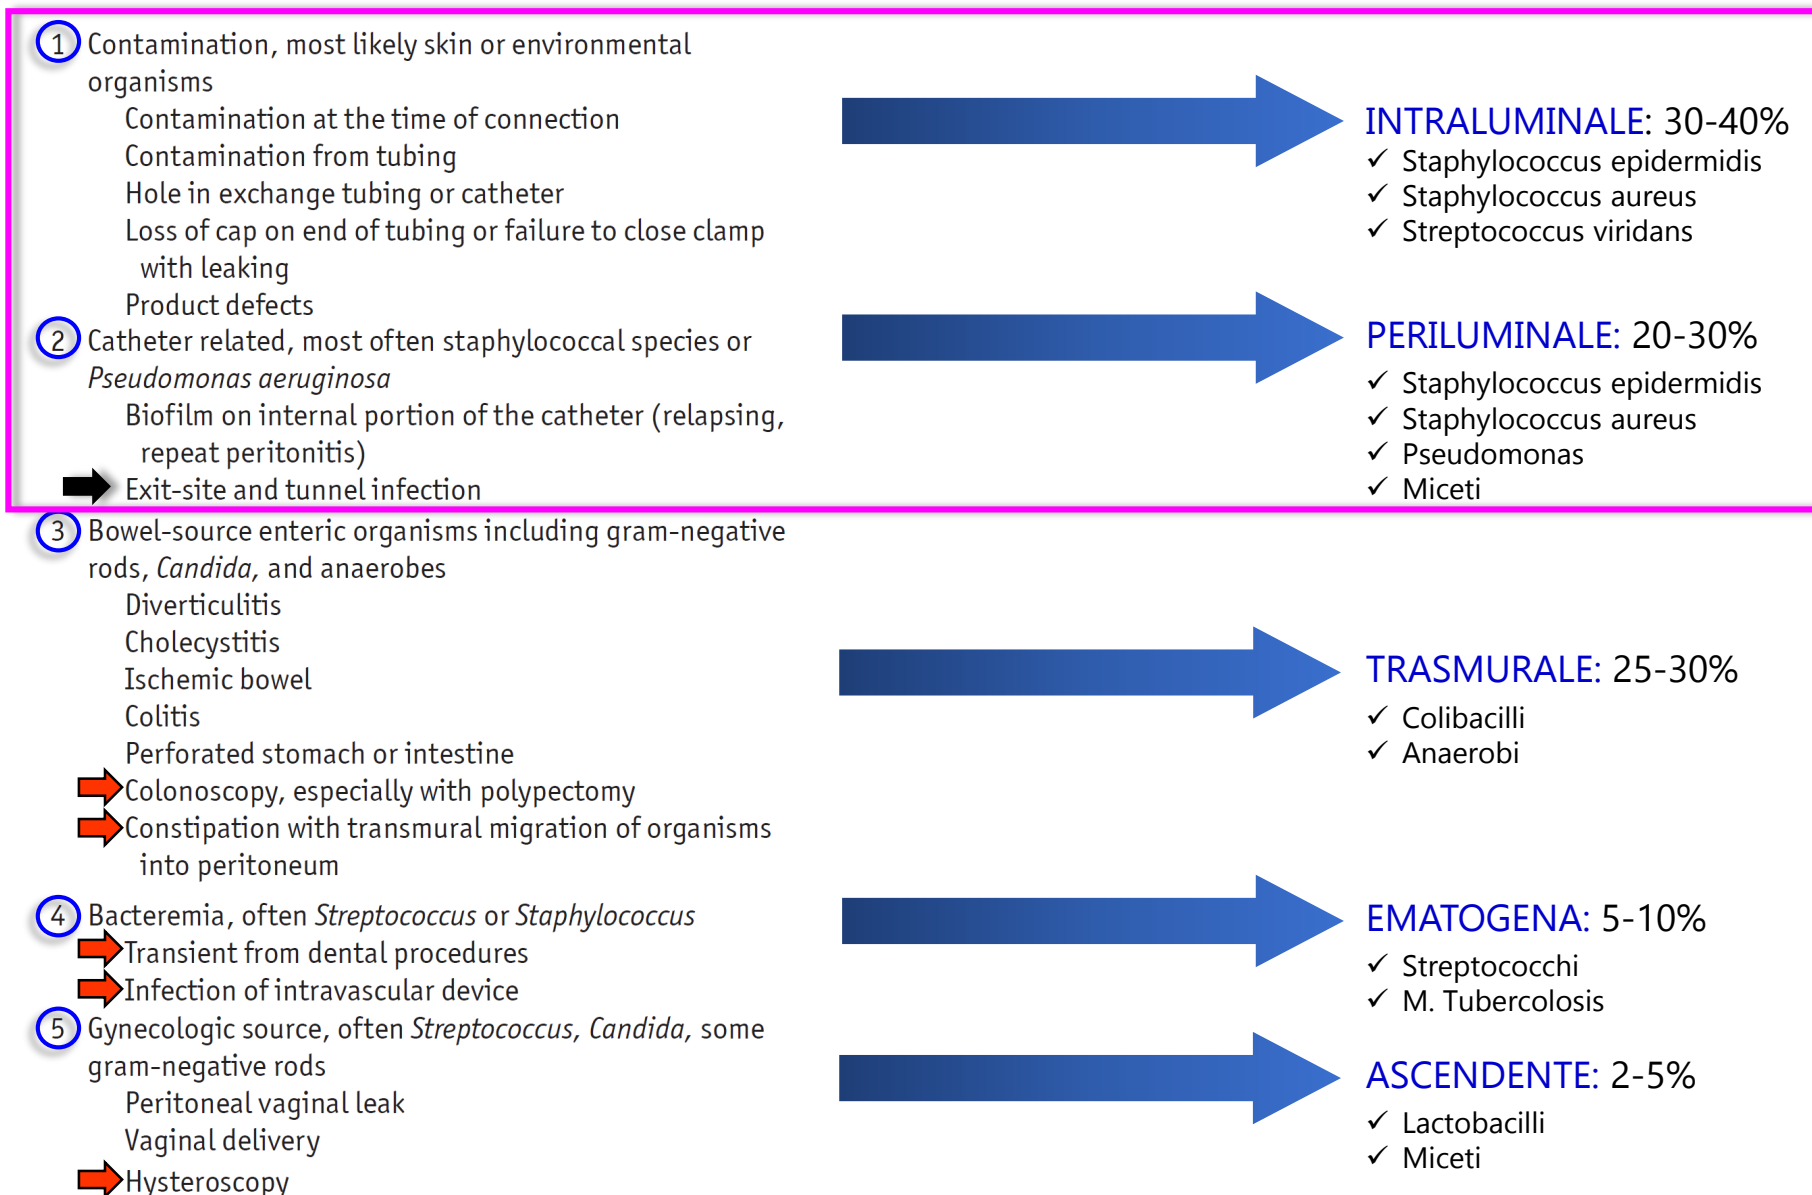 1 Contamination, most likely skin or environmental
organisms
Contamination at the time of connection
Contamination from tubing
Hole in exchange tubing or catheter
Loss of cap on end of tubing or failure to close clamp
with leaking
Product defects
INTRALUMINALE: 30-40%
✓ Staphylococcus epidermidis
✓ Staphylococcus aureus
✓ Streptococcus viridans
2 Catheter related, most often staphylococcal species or
Pseudomonas aeruginosa
Biofilm on internal portion of the catheter (relapsing,
repeat peritonitis)
Exit-site and tunnel infection
PERILUMINALE: 20-30%
✓ Staphylococcus epidermidis
✓ Staphylococcus aureus
✓ Pseudomonas
✓ Miceti
3 Bowel-source enteric organisms including gram-negative
rods, Candida, and anaerobes
Diverticulitis
Cholecystitis
Ischemic bowel
Colitis
Perforated stomach or intestine
Colonoscopy, especially with polypectomy
Constipation with transmural migration of organisms
into peritoneum
TRASMURALE: 25-30%
✓ Colibacilli
✓ Anaerobi
4 Bacteremia, often Streptococcus or Staphylococcus
Transient from dental procedures
Infection of intravascular device
EMATOGENA: 5-10%
✓ Streptococchi
✓ M. Tubercolosis
5 Gynecologic source, often Streptococcus, Candida, some
gram-negative rods
Peritoneal vaginal leak
Vaginal delivery
Hysteroscopy
ASCENDENTE: 2-5%
✓ Lactobacilli
✓ Miceti